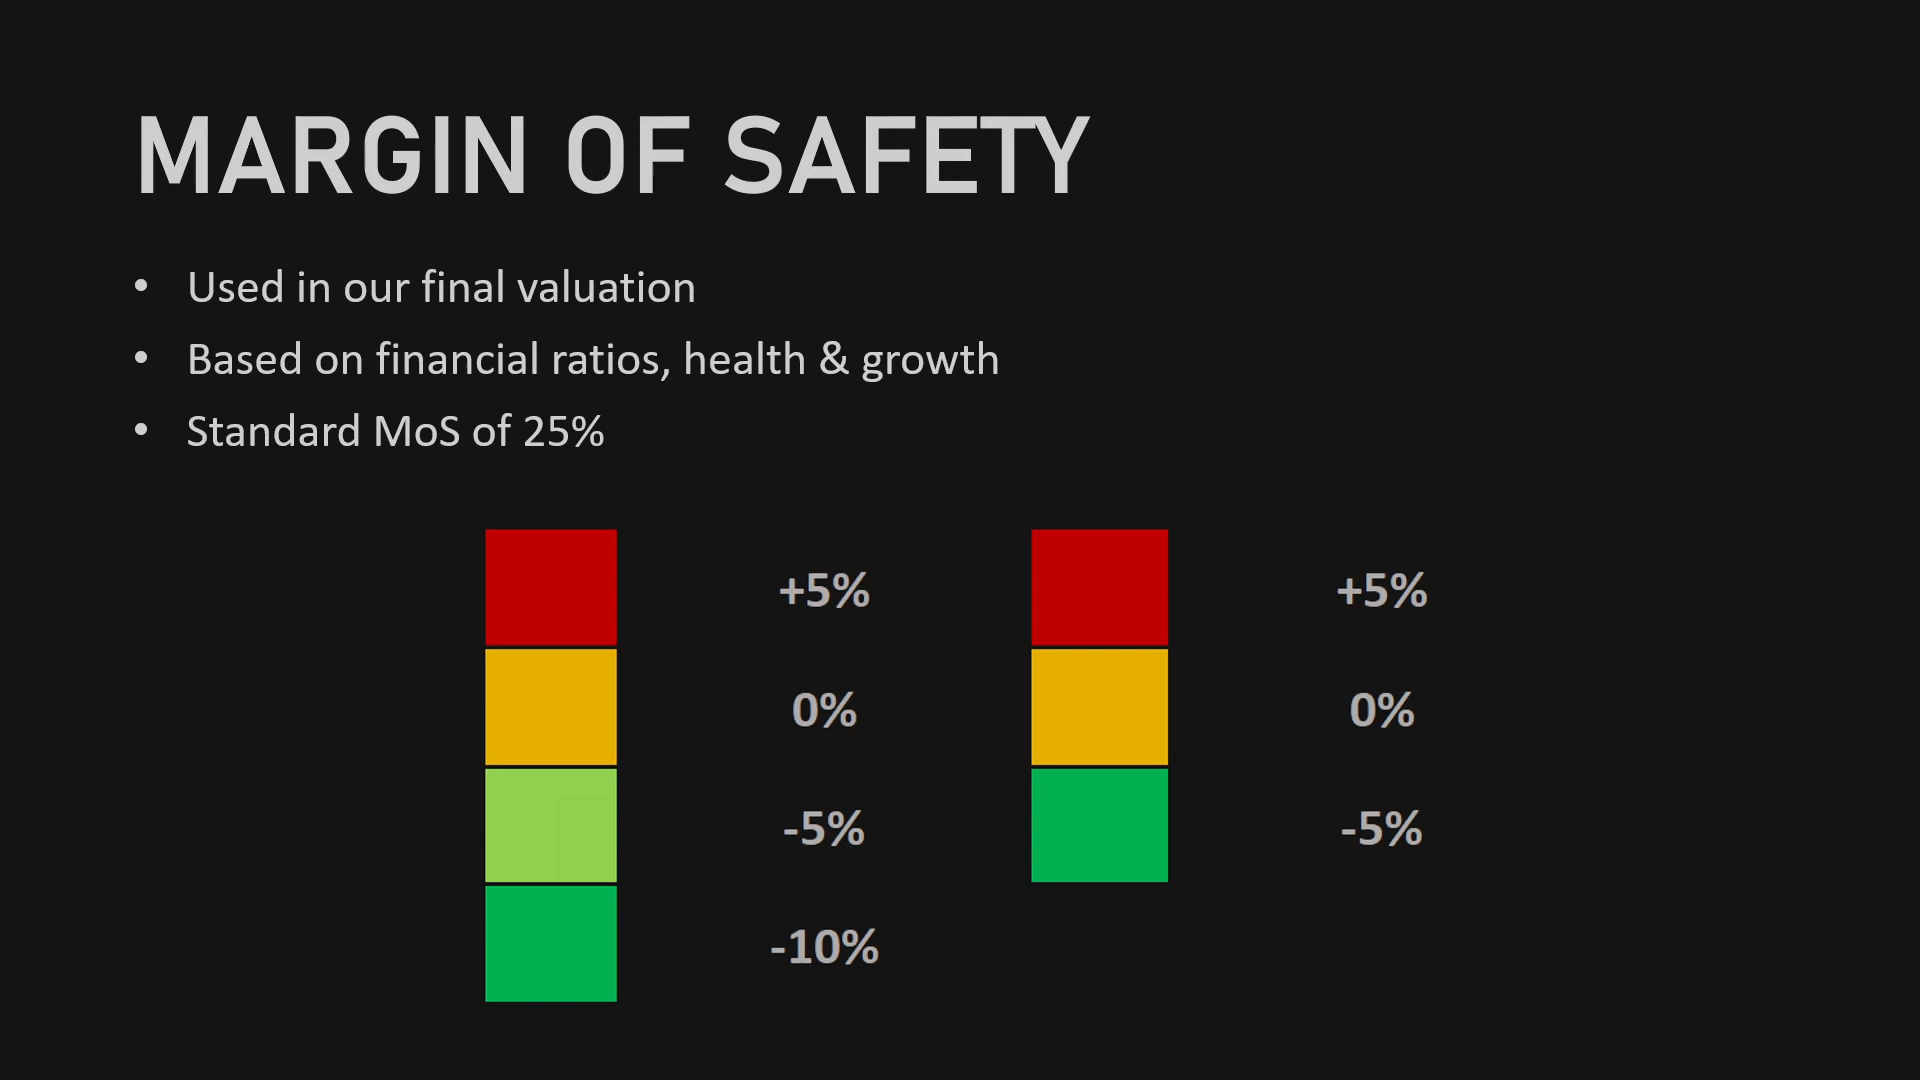 MARGIN OF SAFETY
• Used in our final valuation
• Based on financial ratios, health & growth
• Standard MoS of 25%
+5% +5%
0% 0%
-5% -5%
-10%